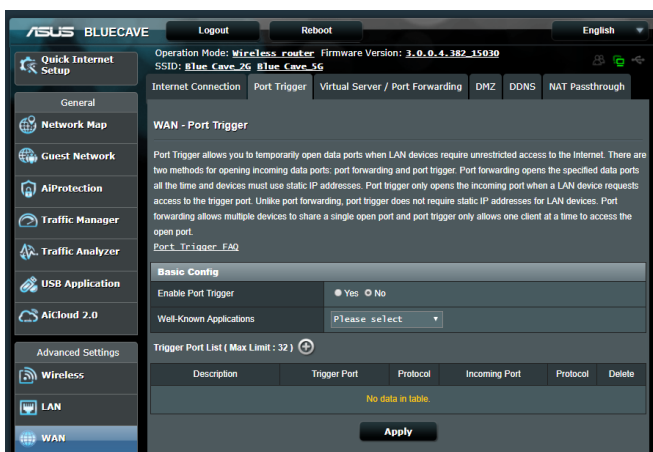 ASUS BLUECAVE Logout Reboot English
Operation Mode: Wireless router Firmware Version: 3.0.0.4.382_15030
SSID: Blue Cave_2G Blue Cave_5G
Quick Internet
Setup
General
Network Map
Guest Network
AiProtection
Traffic Manager
Traffic Analyzer
USB Application
AiCloud 2.0
Advanced Settings
Wireless
LAN
WAN
Internet Connection Port Trigger Virtual Server / Port Forwarding DMZ DDNS NAT Passthrough
WAN - Port Trigger
Port Trigger allows you to temporarily open data ports when LAN devices require unrestricted access to the Internet. There are
two methods for opening incoming data ports: port forwarding and port trigger. Port forwarding opens the specified data ports
all the time and devices must use static IP addresses. Port trigger only opens the incoming port when a LAN device requests
access to the trigger port. Unlike port forwarding, port trigger does not require static IP addresses for LAN devices. Port
forwarding allows multiple devices to share a single open port and port trigger only allows one client at a time to access the
open port.
Port Trigger FAQ
Basic Config
Enable Port Trigger Yes No
Well-Known Applications Please select
Trigger Port List ( Max Limit : 32 )
Description Trigger Port Protocol Incoming Port Protocol Delete
No data in table.
Apply